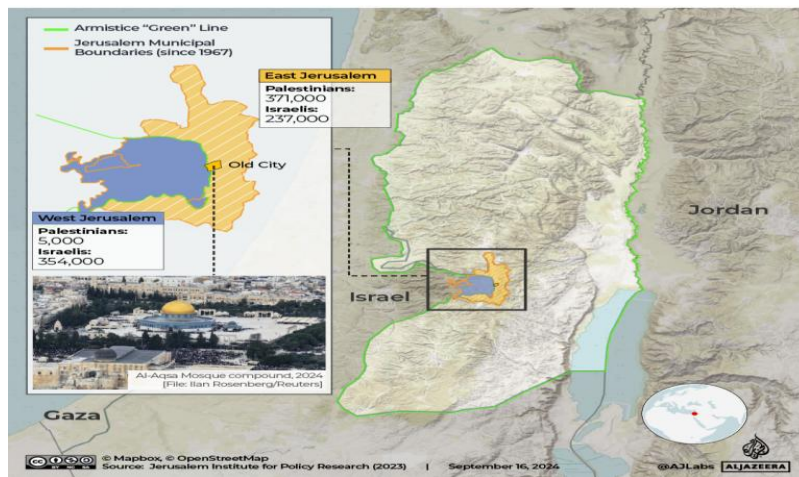 Armistice “Green” Line
Jerusalem Municipal
Boundaries (since 1967)
East Jerusalem
Palestinians:
371,000
Israelis:
237,000
Old City
West Jerusalem
Palestinians:
5,000
Israelis:
354,000
Al-Aqsa Mosque compound, 2024
[File: Ilan Rosenberg/Reuters]
Israel
Jordan
Gaza
© Mapbox, © OpenStreetMap
Source: Jerusalem Institute for Policy Research (2023) | September 16, 2024
@AJLabs ALJAZEERA